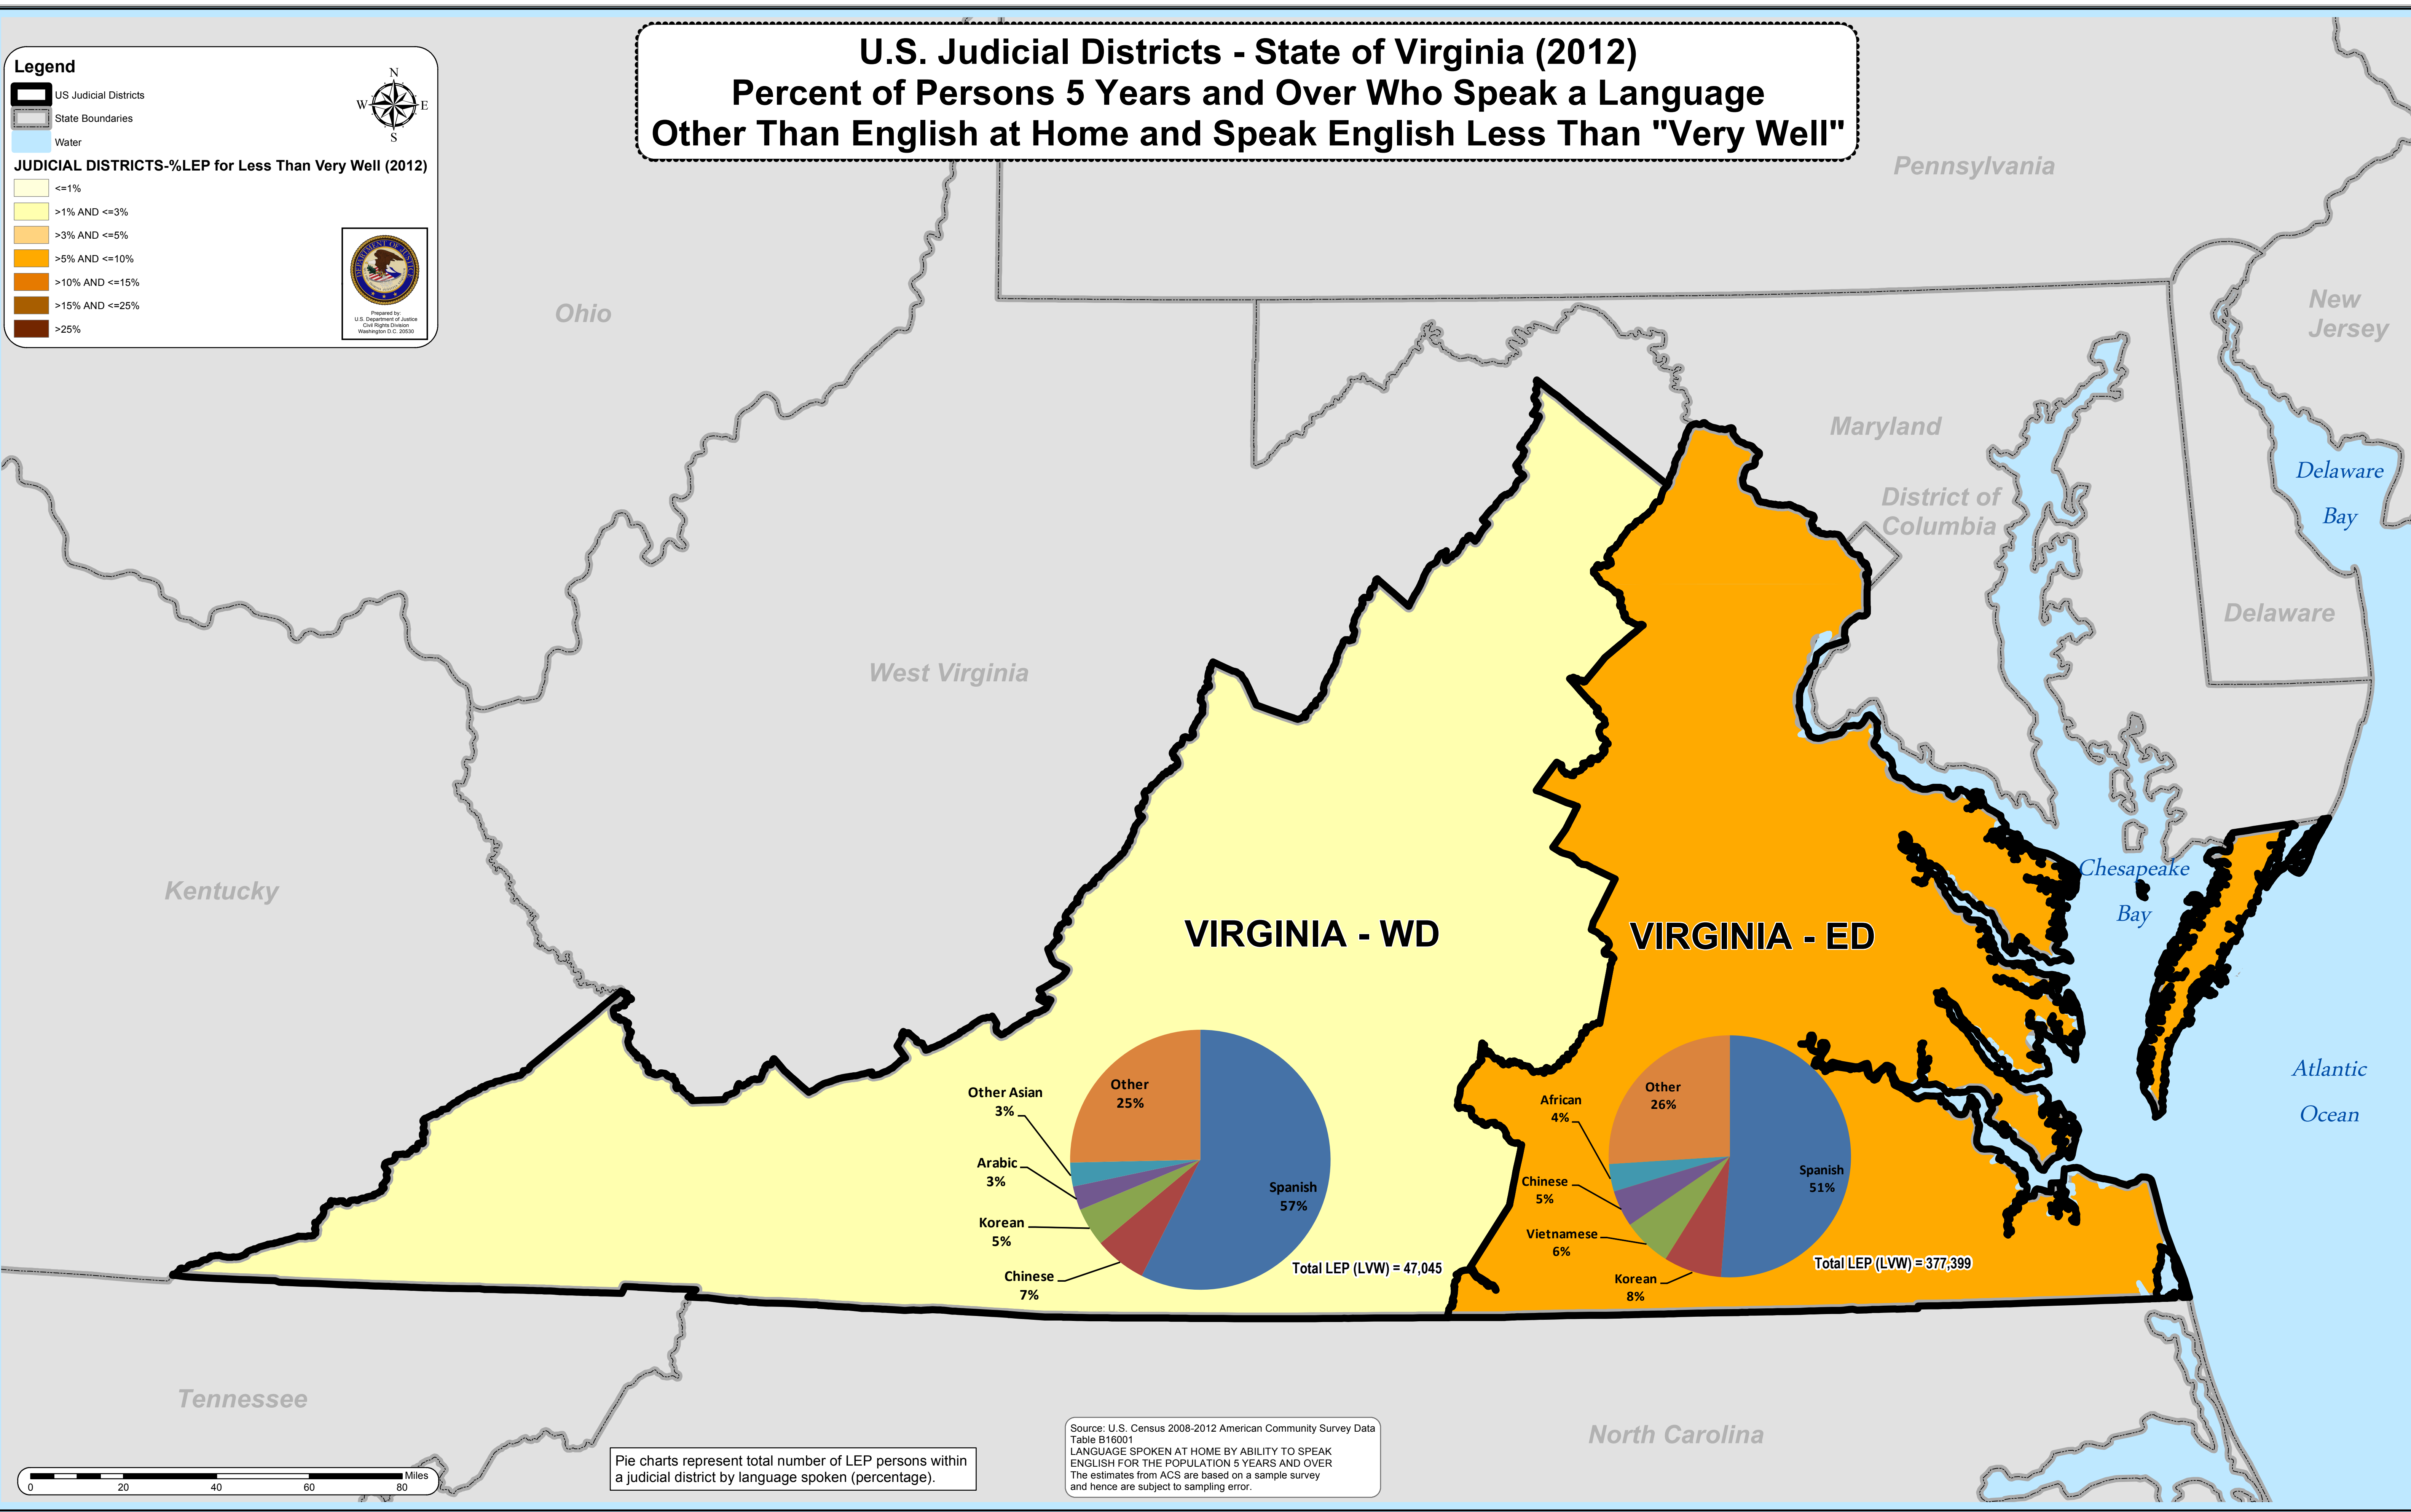 U.S. Judicial Districts - State of Virginia (2012)
Percent of Persons 5 Years and Over Who Speak a Language
Other Than English at Home and Speak English Less Than "Very Well"
Legend
US Judicial Districts
State Boundaries
Water
JUDICIAL DISTRICTS-%LEP for Less Than Very Well (2012)
<=1%
>1% AND <=3%
>3% AND <=5%
>5% AND <=10%
>10% AND <=15%
>15% AND <=25%
>25%
N
W
E
S
Prepared by:
U.S. Department of Justice
Civil Rights Division
Washington D.C. 20530
Pennsylvania
Ohio
New
Jersey
Maryland
District of
Columbia
Delaware
Bay
Delaware
West Virginia
Kentucky
Chesapeake
Bay
VIRGINIA - WD
VIRGINIA - ED
Atlantic
Ocean
Other
25%
Other Asian
3%
Arabic
3%
Korean
5%
Chinese
7%
Spanish
57%
Total LEP (LVW) = 47,045
Other
26%
African
4%
Chinese
5%
Vietnamese
6%
Korean
8%
Spanish
51%
Total LEP (LVW) = 377,399
Tennessee
North Carolina
Miles
0 20 40 60 80
Pie charts represent total number of LEP persons within
a judicial district by language spoken (percentage).
Source: U.S. Census 2008-2012 American Community Survey Data
Table B16001
LANGUAGE SPOKEN AT HOME BY ABILITY TO SPEAK
ENGLISH FOR THE POPULATION 5 YEARS AND OVER
The estimates from ACS are based on a sample survey
and hence are subject to sampling error.